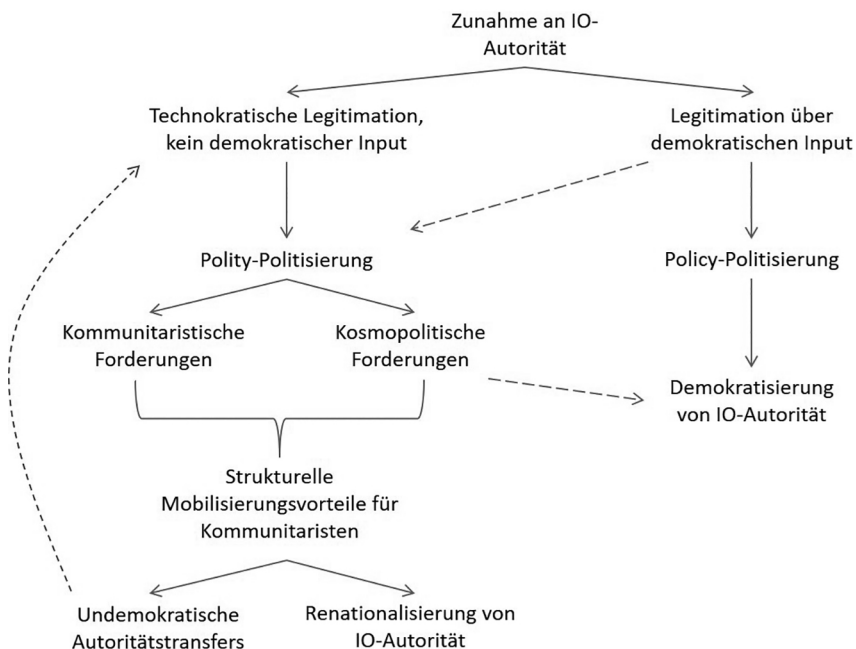 Zunahme an IO-
Autorität
Technokratische Legitimation,
kein demokratischer Input
Legitimation über
demokratischen Input
Polity-Politisierung
Policy-Politisierung
Kommunitaristische
Forderungen
Kosmopolitische
Forderungen
Demokratisierung
von IO-Autorität
Strukturelle
Mobilisierungsvorteile für
Kommunitaristen
Undemokratische
Autoritätstransfers
Renationalisierung von
IO-Autorität